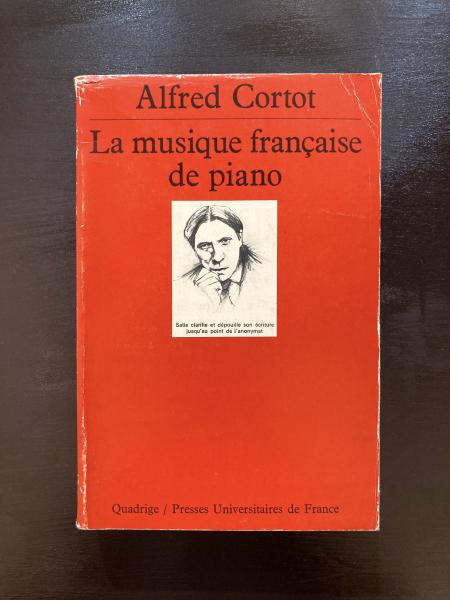 Alfred Cortot
La musique française
de piano
Satie clarifie et dépouille son écriture
jusqu'au point de l'anonymat
Quadrige / Presses Universitaires de France